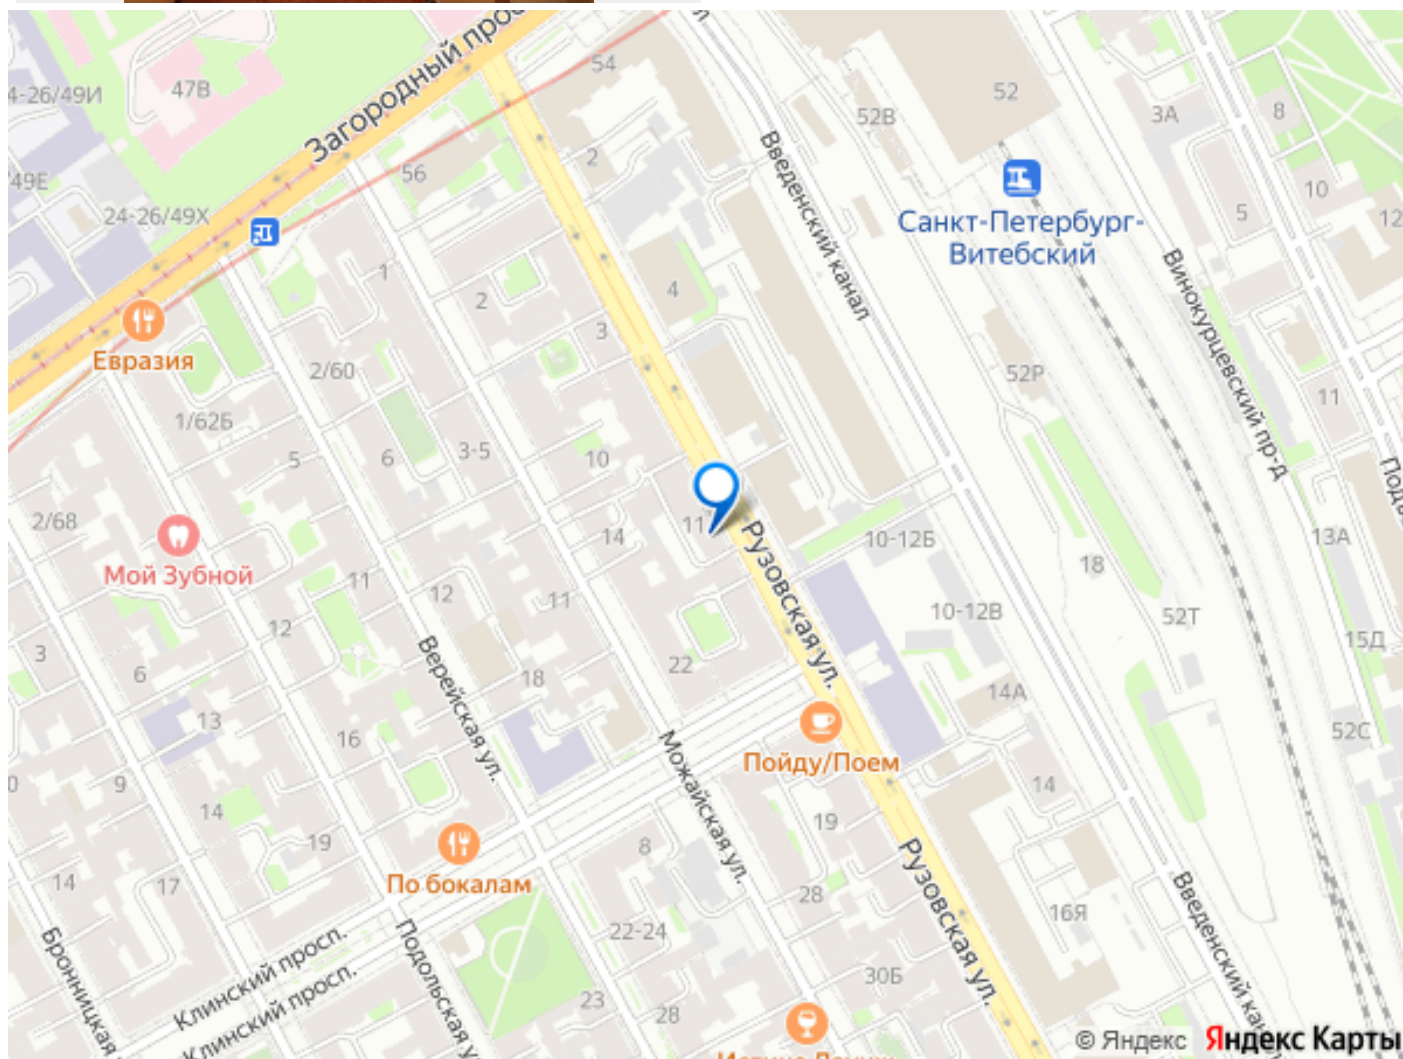 Загородный прос
54
52
47В
4-26/49И
52В
3А
8
2
Введенский канал
56
49Е
10
24-26/49Х
5
12
Санкт-Петербург-
Витебский
1
2
4
Винокурцевский пр-д
3
Евразия
2/60
52Р
11
1/62Б
3-5
5
6
10
2/68
11
14
13А
10-12Б
Рузовская ул.
Мой Зубной
18
11
12
11
10-12В
52Т
12
15Д
3
6
22
18
14А
Верейская ул.
13
16
52С
Можайская ул.
Пойду/Поем
0
9
14
14
19
19
8
По бокалам
Рузовская ул.
14
17
28
Введенский кан
16Я
22-24
Клинский просп.
Подольская у
Бронницкая
30Б
Клинский просп.
23
28
© Яндекс
Яндекс Карты